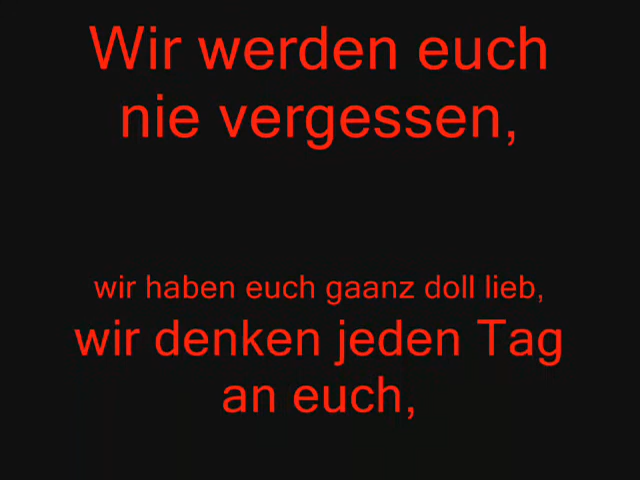 Wir werden euch
nie vergessen,
wir haben euch gaanz doll lieb,
wir denken jeden Tag
an euch,